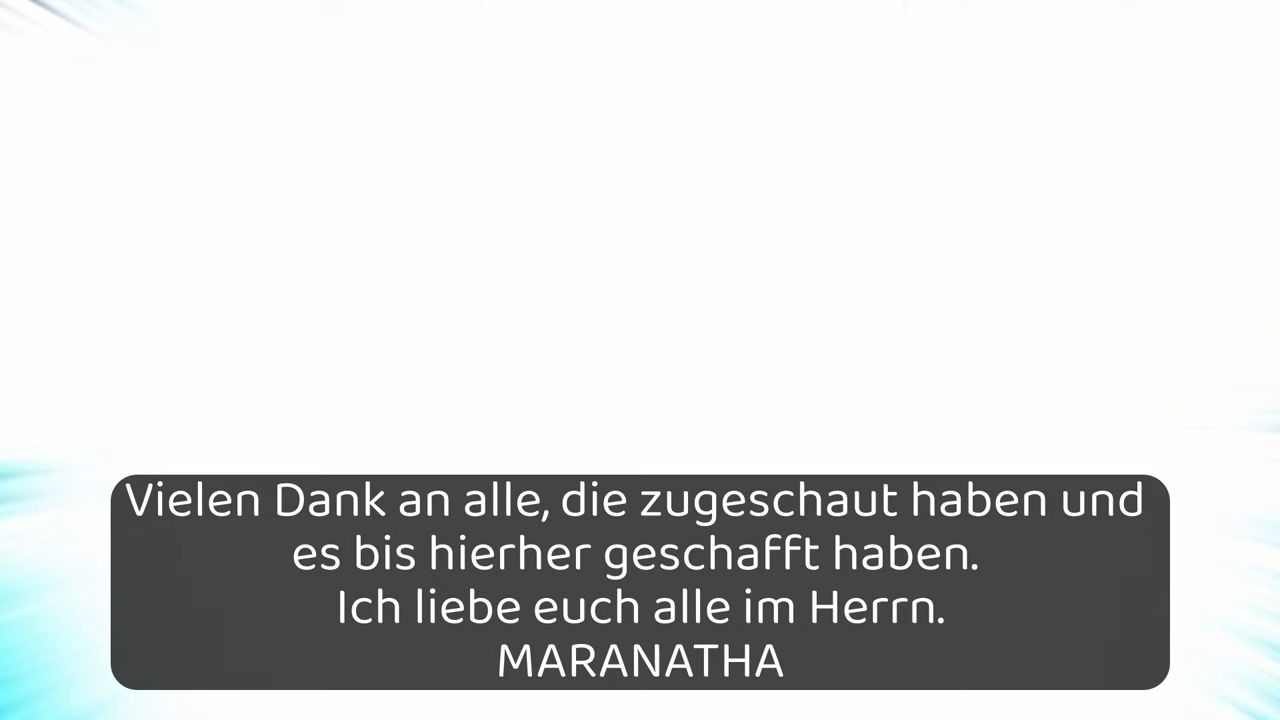 Vielen Dank an alle, die zugeschaut haben und
es bis hierher geschafft haben.
Ich liebe euch alle im Herrn.
MARANATHA